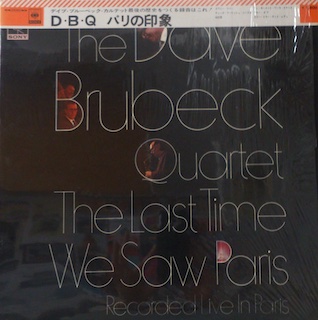 D・B・Q パリの印象
SONY
The Dave
Brubeck
Quartet
The Last Time
We Saw Paris
Recorded Live In Paris